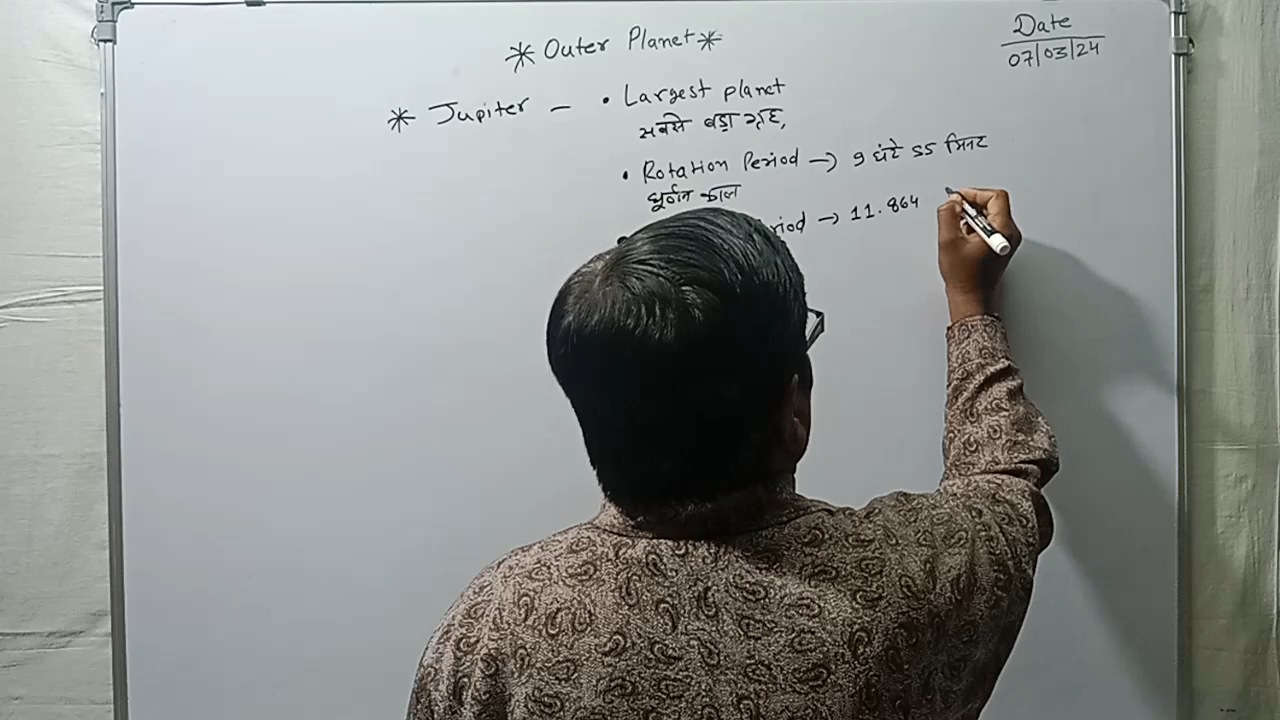 * Outer Planet *
Date
07/03/24
* Jupiter - • Largest planet
सबसे बड़ा ग्रह,
• Rotation Period → 9 घंटे 55 मिनट
घूर्णन काल
→ 11.864